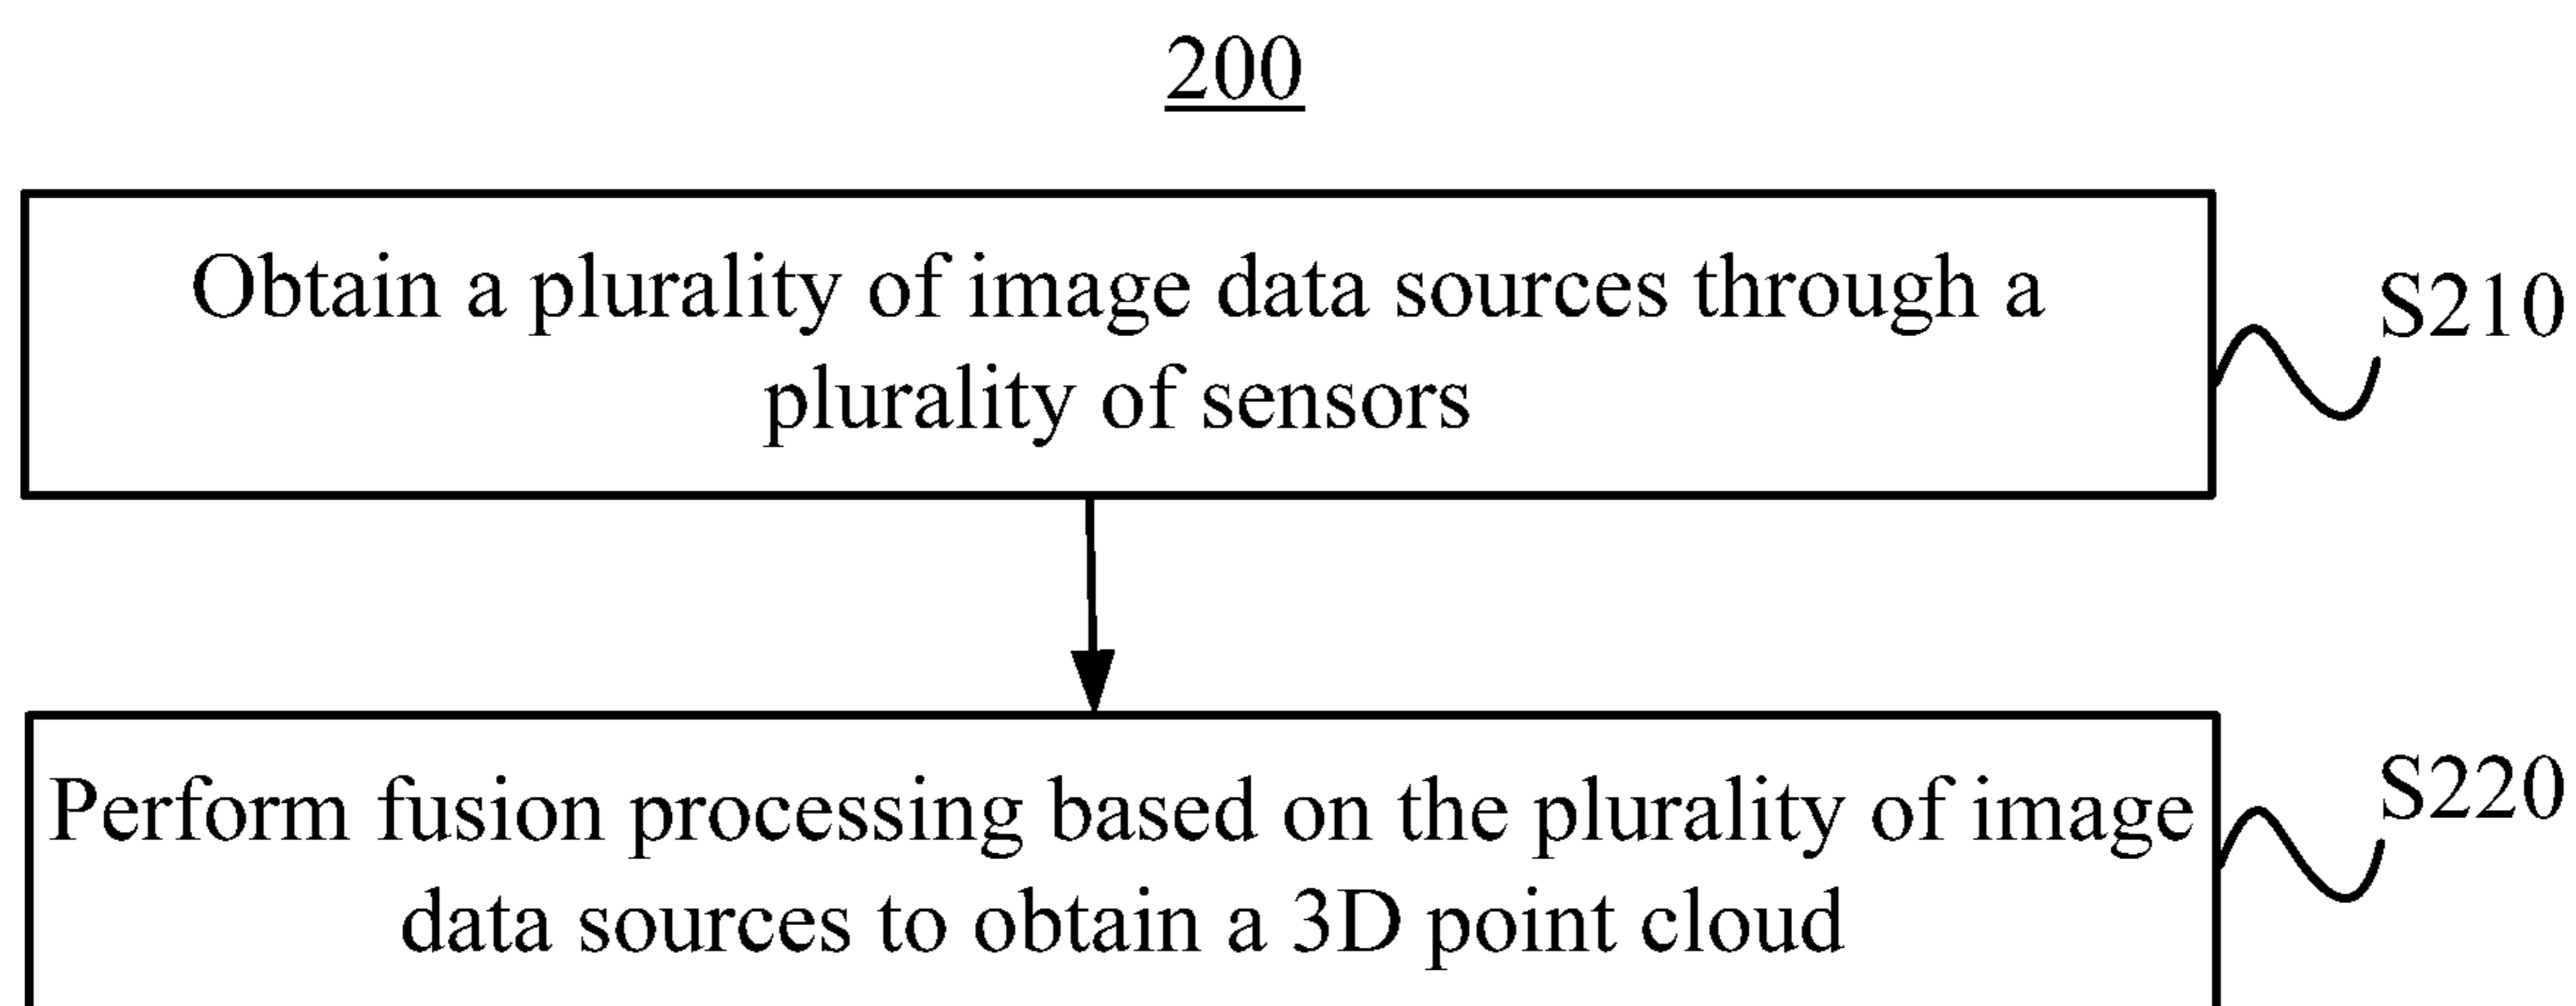 200
Obtain a plurality of image data sources through a
plurality of sensors
S210
Perform fusion processing based on the plurality of image
data sources to obtain a 3D point cloud
S220